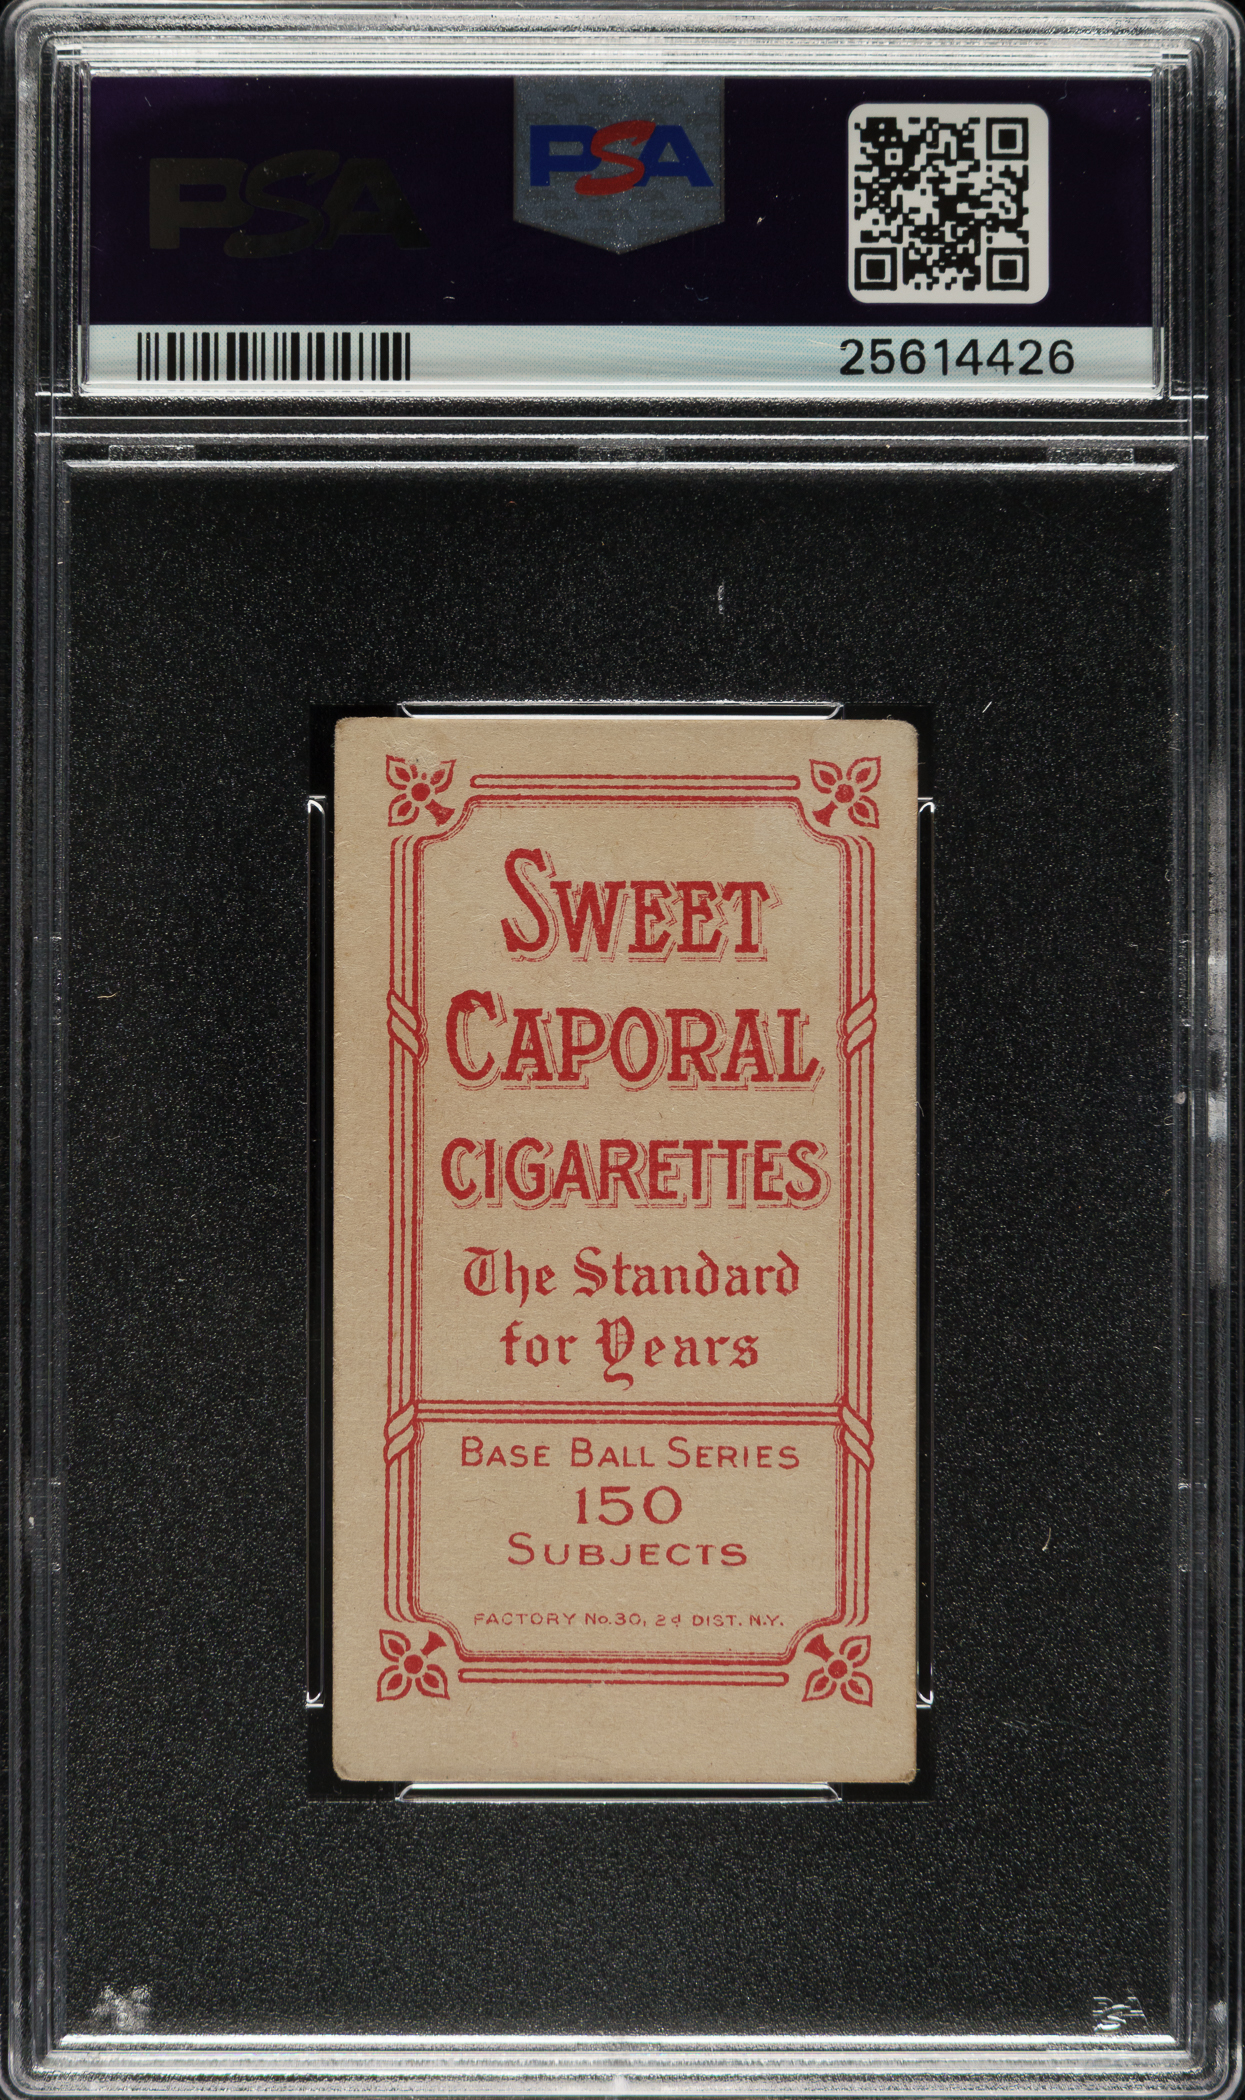 PSA
PSA
25614426
SWEET
CAPORAL
CIGARETTES
The Standard
for Years
BASE BALL SERIES
150
SUBJECTS
FACTORY No. 30, 2d DIST. N.Y.
PSA